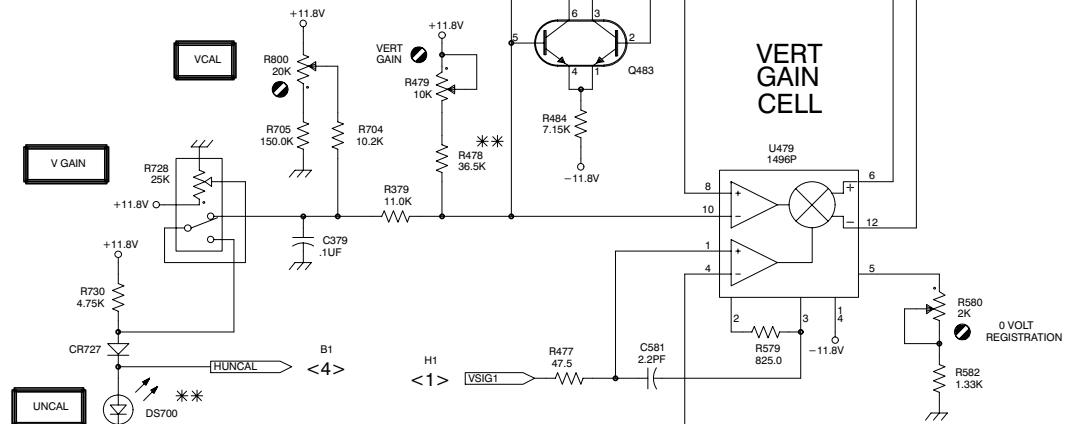 +11.8V
6
3
VCAL
R800
20K
VERT
GAIN
+11.8V
5
2
R479
10K
4
1
Q483
VERT
GAIN
CELL
R705
150.0K
R704
10.2K
**
R478
36.5K
R484
7.15K
-11.8V
U479
1496P
V GAIN
R728
25K
+11.8V
R379
11.0K
8
+
10
-
+
6
-
12
C379
.1UF
+11.8V
1
+
4
-
5
R730
4.75K
2
3
1
4
R580
2K
0 VOLT
REGISTRATION
R579
825.0
-11.8V
CR727
HUNCAL
B1
<4>
H1
<1>
VSIG1
R477
47.5
C581
2.2PF
R582
1.33K
UNCAL
**
DS700